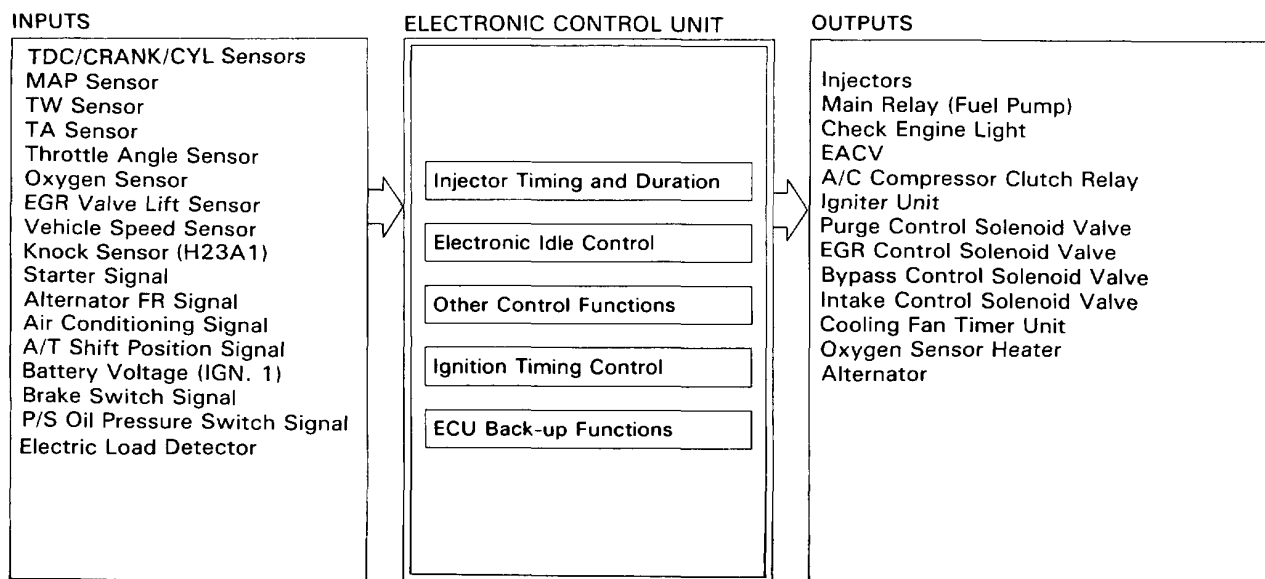 INPUTS
TDC/CRANK/CYL Sensors
MAP Sensor
TW Sensor
TA Sensor
Throttle Angle Sensor
Oxygen Sensor
EGR Valve Lift Sensor
Vehicle Speed Sensor
Knock Sensor (H23A1)
Starter Signal
Alternator FR Signal
Air Conditioning Signal
A/T Shift Position Signal
Battery Voltage (IGN. 1)
Brake Switch Signal
P/S Oil Pressure Switch Signal
Electric Load Detector
ELECTRONIC CONTROL UNIT
Injector Timing and Duration
Electronic Idle Control
Other Control Functions
Ignition Timing Control
ECU Back-up Functions
OUTPUTS
Injectors
Main Relay (Fuel Pump)
Check Engine Light
EACV
A/C Compressor Clutch Relay
Igniter Unit
Purge Control Solenoid Valve
EGR Control Solenoid Valve
Bypass Control Solenoid Valve
Intake Control Solenoid Valve
Cooling Fan Timer Unit
Oxygen Sensor Heater
Alternator